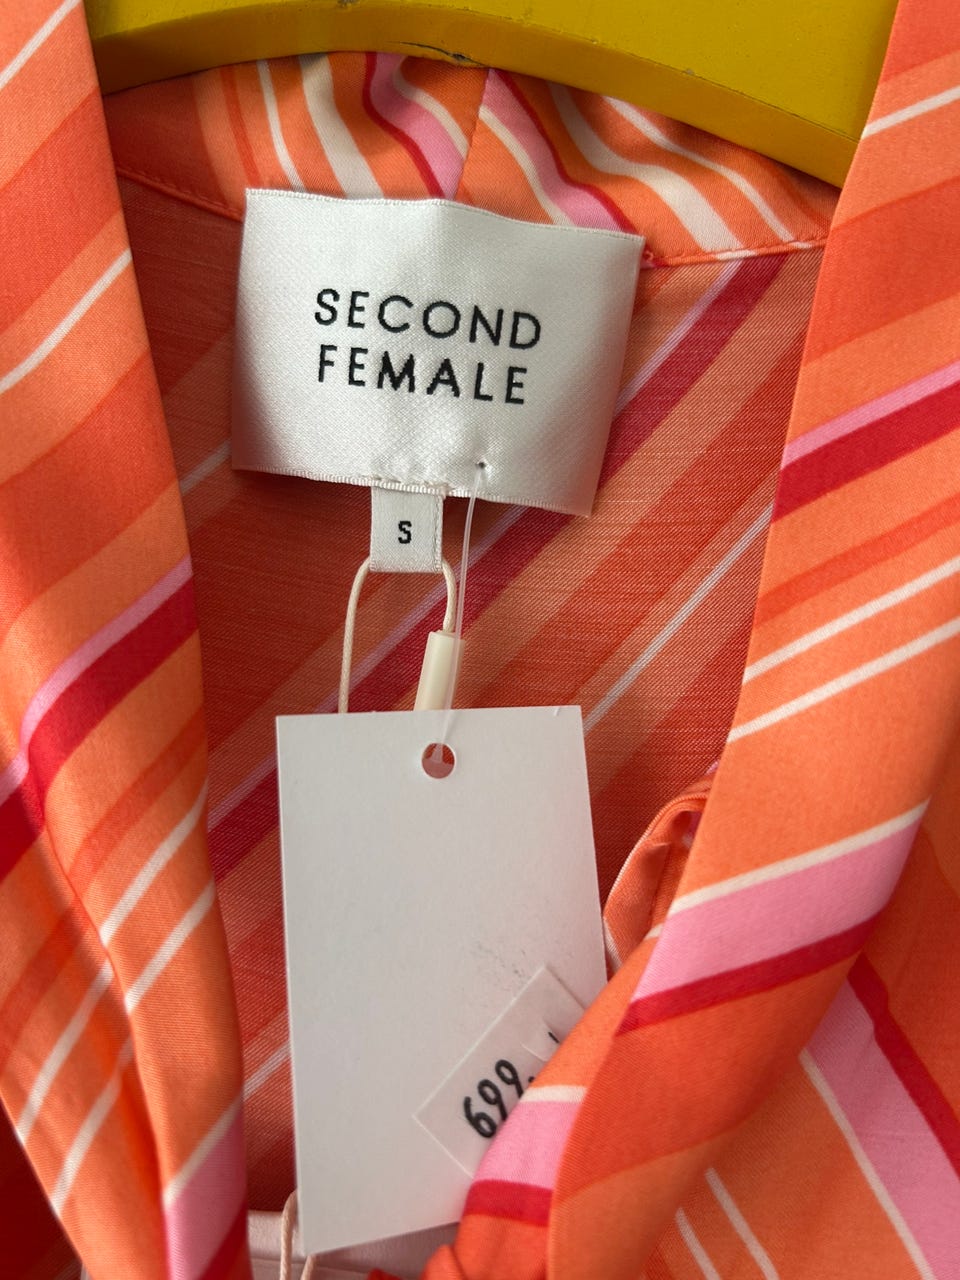 SECOND
FEMALE
S
699,-